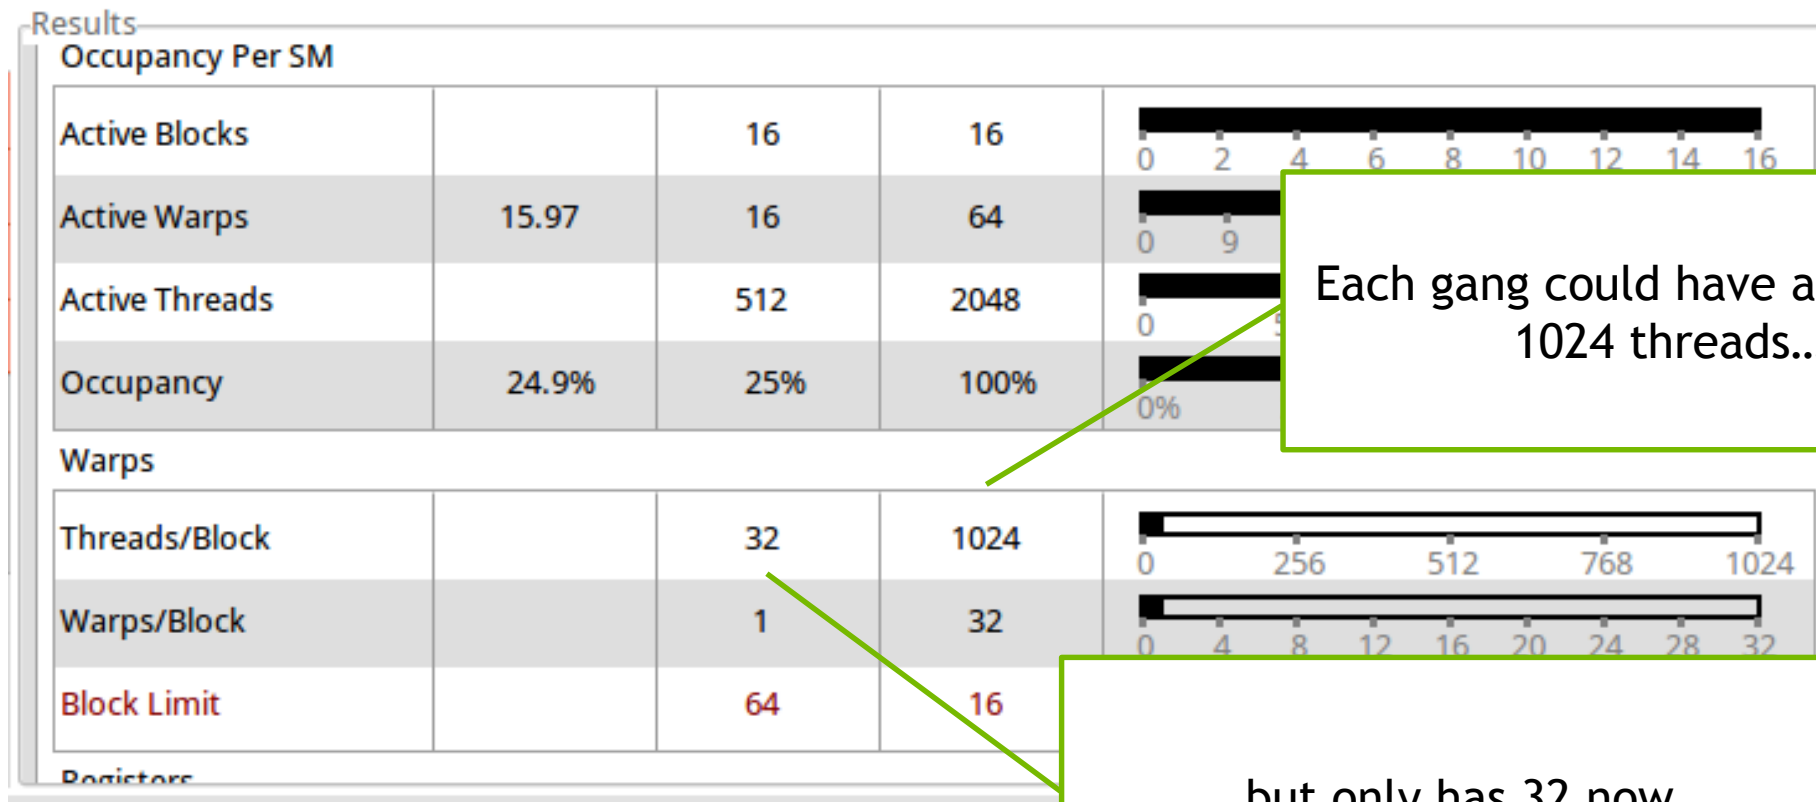 Results
Occupancy Per SM
Active Blocks 16 16
0 2 4 6 8 10 12 14 16
Active Warps 15.97 16 64
0 9
Active Threads 512 2048
0
Occupancy 24.9% 25% 100%
0%
Each gang could have a
1024 threads…
Warps
Threads/Block 32 1024
0 256 512 768 1024
Warps/Block 1 32
0 4 8 12 16 20 24 28 32
Block Limit 64 16
Registers
but only has 32 now